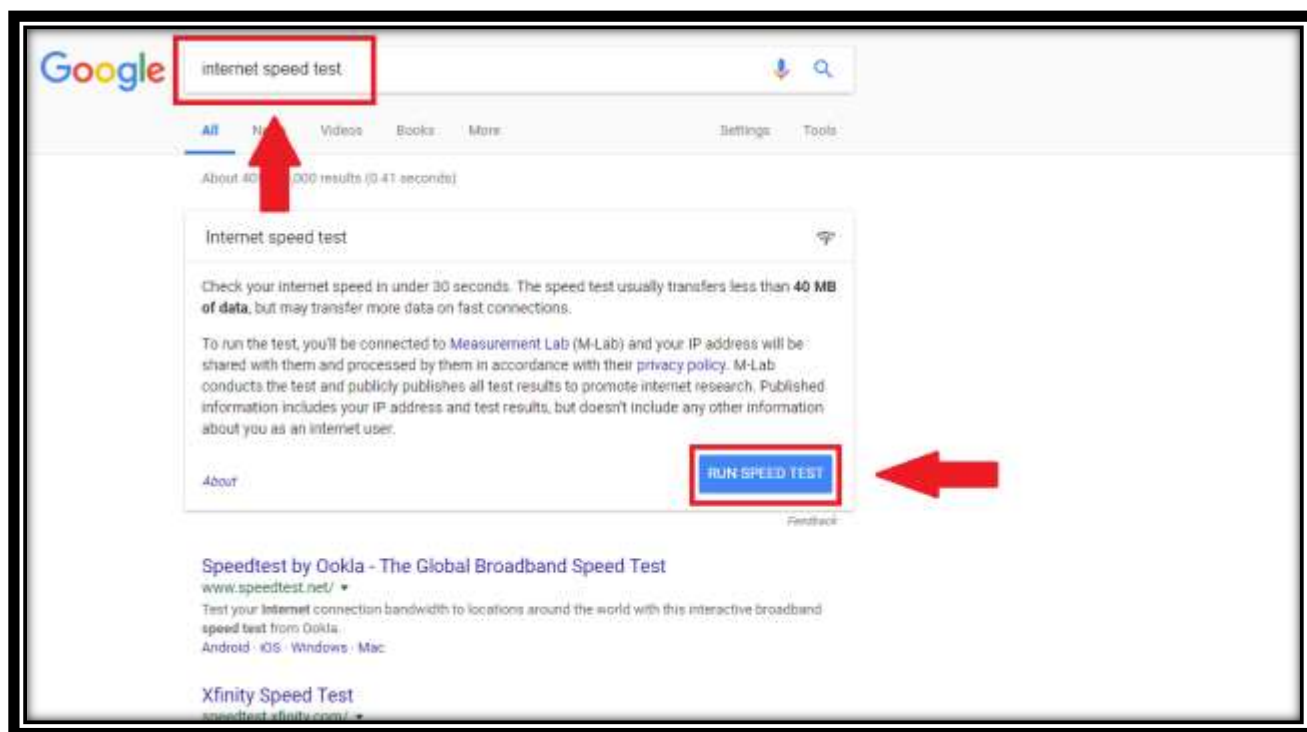 Google
internet speed test
All Videos Books More Settings Tools
About 000 results (0.41 seconds)
Internet speed test
Check your internet speed in under 30 seconds. The speed test usually transfers less than 40 MB
of data, but may transfer more data on fast connections.
To run the test, you'll be connected to Measurement Lab (M-Lab) and your IP address will be
shared with them and processed by them in accordance with their privacy policy. M-Lab
conducts the test and publicly publishes all test results to promote internet research. Published
information includes your IP address and test results, but doesn't include any other information
about you as an internet user.
About
RUN SPEED TEST
Feedback
Speedtest by Ookla - The Global Broadband Speed Test
www.speedtest.net/
Test your Internet connection bandwidth to locations around the world with this interactive broadband
speed test from Ookla.
Android · iOS · Windows · Mac
Xfinity Speed Test
speedtest.xfinity.com/